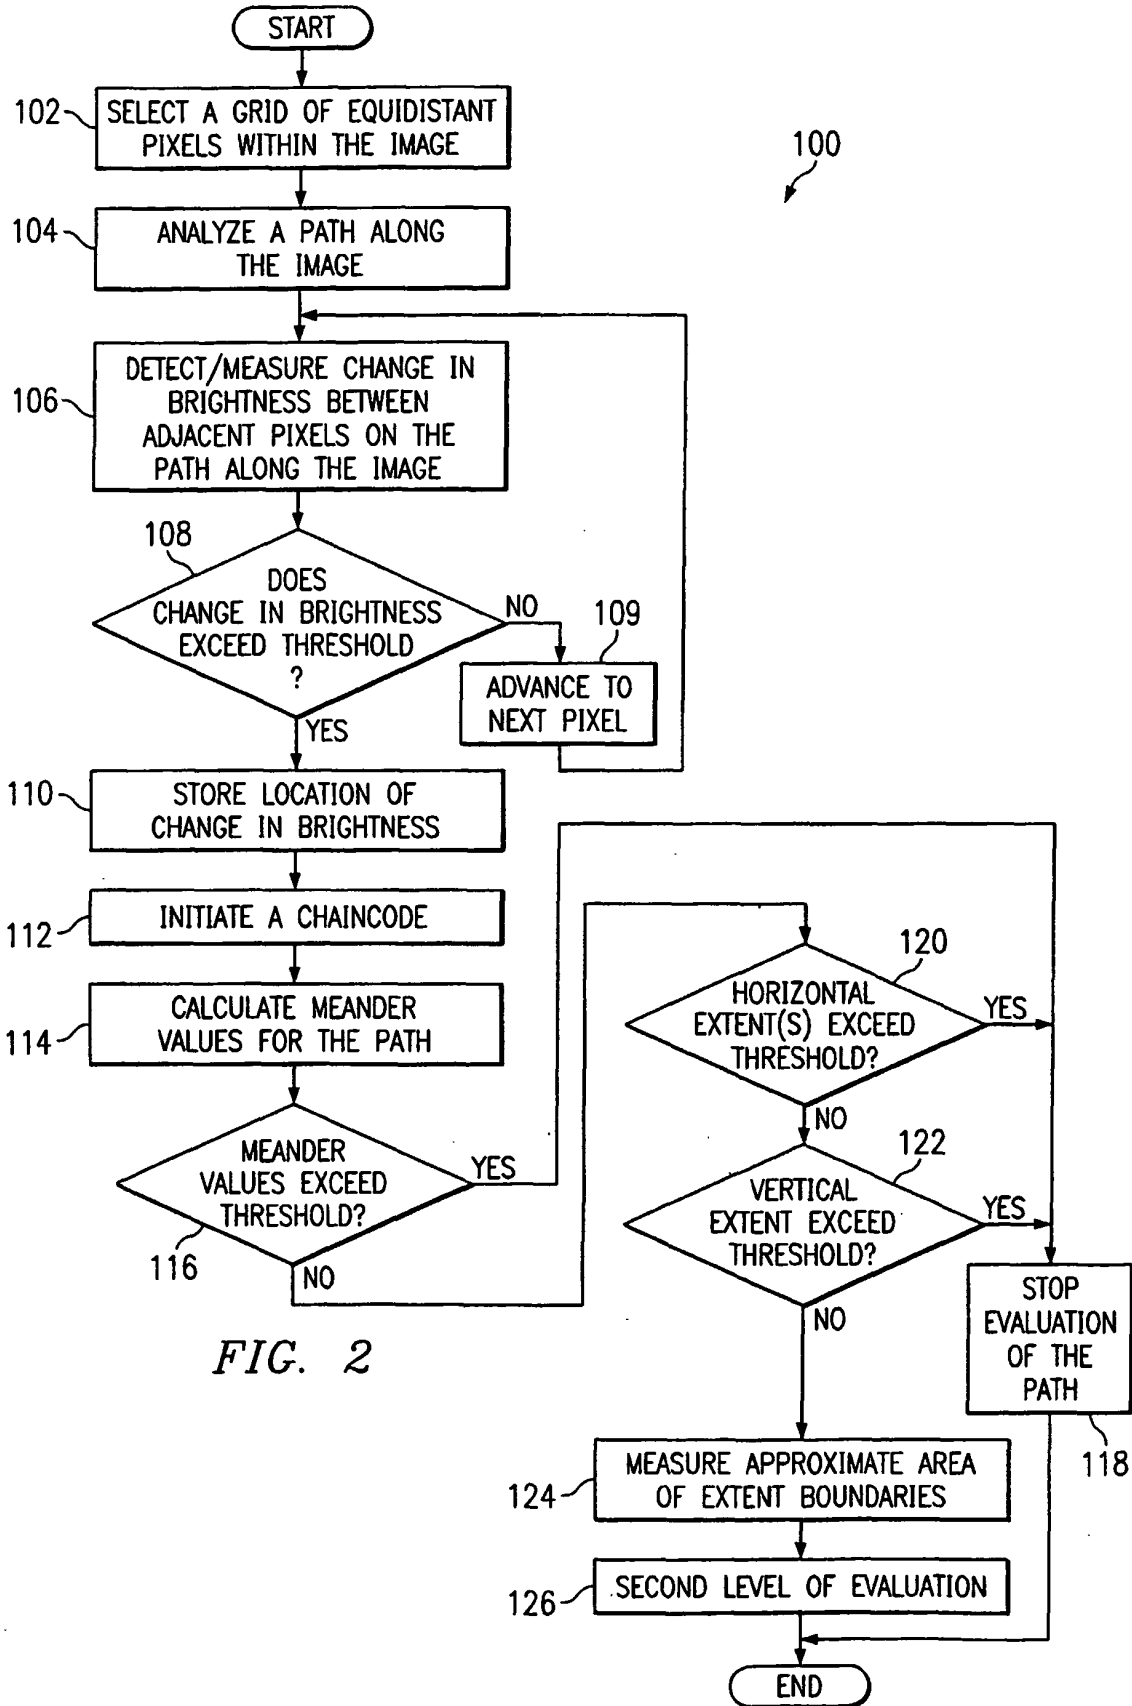 START
102
SELECT A GRID OF EQUIDISTANT
PIXELS WITHIN THE IMAGE
100
104
ANALYZE A PATH ALONG
THE IMAGE
106
DETECT/MEASURE CHANGE IN
BRIGHTNESS BETWEEN
ADJACENT PIXELS ON THE
PATH ALONG THE IMAGE
108
DOES
CHANGE IN BRIGHTNESS
EXCEED THRESHOLD
?
NO
109
ADVANCE TO
NEXT PIXEL
YES
110
STORE LOCATION OF
CHANGE IN BRIGHTNESS
112
INITIATE A CHAINCODE
114
CALCULATE MEANDER
VALUES FOR THE PATH
MEANDER
VALUES EXCEED
THRESHOLD?
YES
116
NO
120
HORIZONTAL
EXTENT(S) EXCEED
THRESHOLD?
YES
NO
122
VERTICAL
EXTENT EXCEED
THRESHOLD?
YES
NO
STOP
EVALUATION
OF THE
PATH
118
FIG. 2
124
MEASURE APPROXIMATE AREA
OF EXTENT BOUNDARIES
126
SECOND LEVEL OF EVALUATION
END